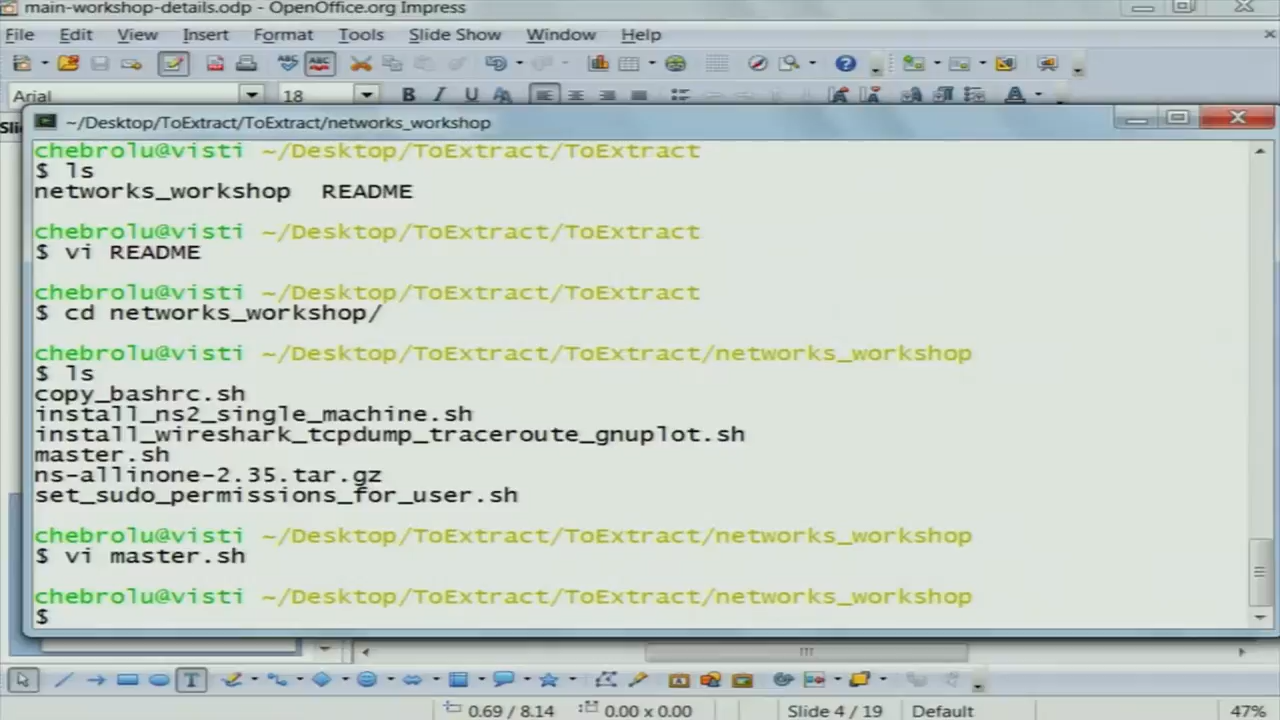 main-workshop-details.odp - OpenOffice.org Impress
File Edit View Insert Format Tools Slide Show Window Help
Arial 18 B I U
~/Desktop/ToExtract/ToExtract/networks_workshop
chebrolu@visti ~/Desktop/ToExtract/ToExtract
$ ls
networks_workshop README
chebrolu@visti ~/Desktop/ToExtract/ToExtract
$ vi README
chebrolu@visti ~/Desktop/ToExtract/ToExtract
$ cd networks_workshop/
chebrolu@visti ~/Desktop/ToExtract/ToExtract/networks_workshop
$ ls
copy_bashrc.sh
install_ns2_single_machine.sh
install_wireshark_tcpdump_traceroute_gnuplot.sh
master.sh
ns-allinone-2.35.tar.gz
set_sudo_permissions_for_user.sh
chebrolu@visti ~/Desktop/ToExtract/ToExtract/networks_workshop
$ vi master.sh
chebrolu@visti ~/Desktop/ToExtract/ToExtract/networks_workshop
$
0.69 / 8.14 0.00 x 0.00 Slide 4 / 19 Default 47%